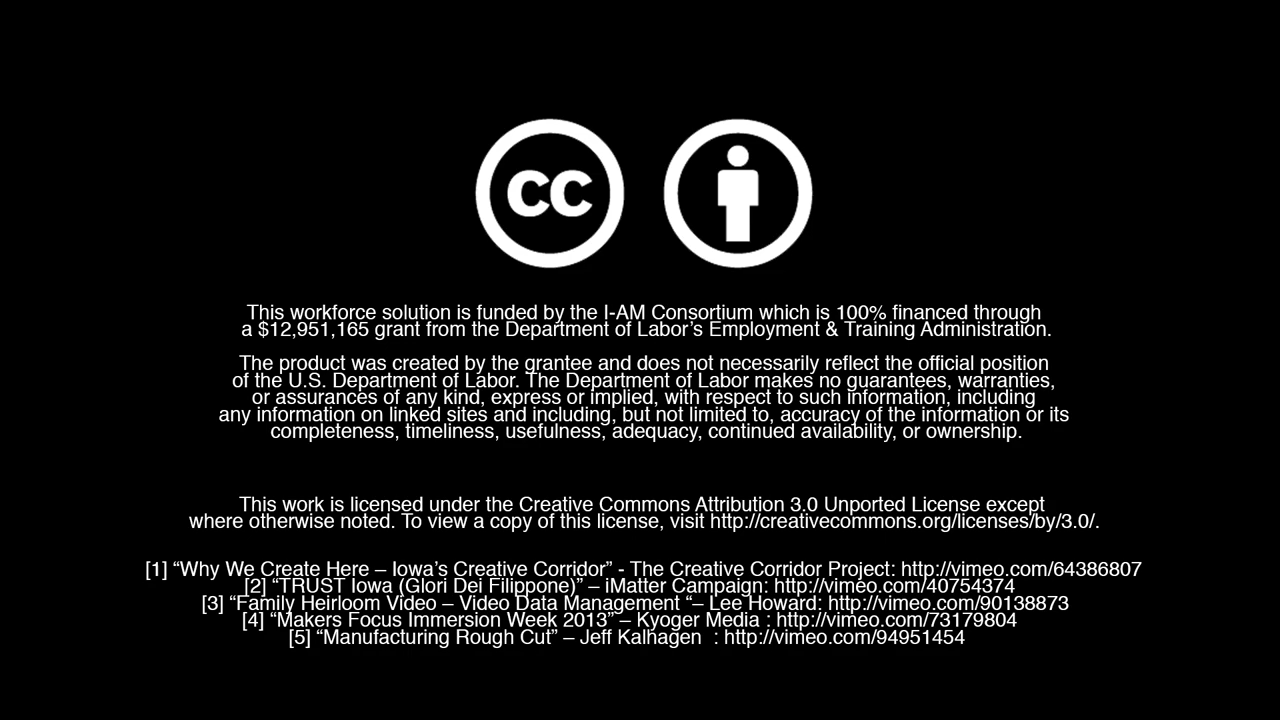 cc
This workforce solution is funded by the I-AM Consortium which is 100% financed through
a $12,951,165 grant from the Department of Labor’s Employment & Training Administration.
The product was created by the grantee and does not necessarily reflect the official position
of the U.S. Department of Labor. The Department of Labor makes no guarantees, warranties,
or assurances of any kind, express or implied, with respect to such information, including
any information on linked sites and including, but not limited to, accuracy of the information or its
completeness, timeliness, usefulness, adequacy, continued availability, or ownership.
This work is licensed under the Creative Commons Attribution 3.0 Unported License except
where otherwise noted. To view a copy of this license, visit http://creativecommons.org/licenses/by/3.0/.
[1] “Why We Create Here – Iowa’s Creative Corridor” - The Creative Corridor Project: http://vimeo.com/64386807
[2] “TRUST Iowa (Glori Dei Filippone)” – iMatter Campaign: http://vimeo.com/40754374
[3] “Family Heirloom Video – Video Data Management “– Lee Howard: http://vimeo.com/90138873
[4] “Makers Focus Immersion Week 2013” – Kyoger Media : http://vimeo.com/73179804
[5] “Manufacturing Rough Cut” – Jeff Kalhagen  : http://vimeo.com/94951454